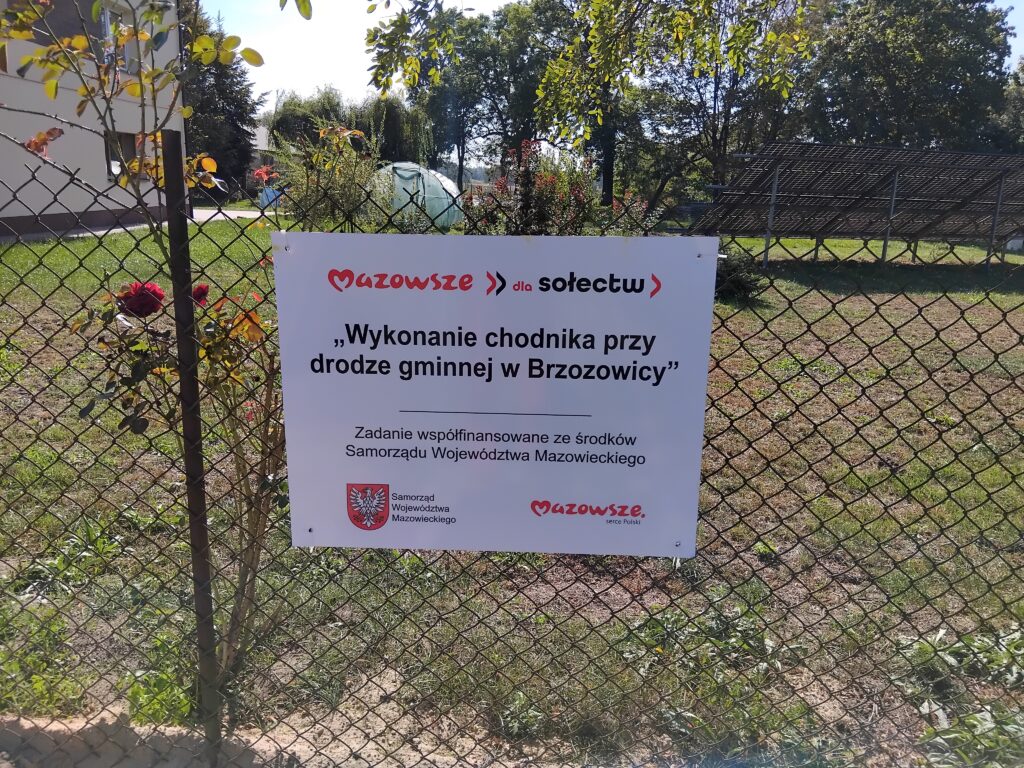 Mazowsze dla sołectw
„Wykonanie chodnika przy
drodze gminnej w Brzozowicy”
Zadanie współfinansowane ze środków
Samorządu Województwa Mazowieckiego
Samorząd
Województwa
Mazowieckiego
Mazowsze.
serce Polski